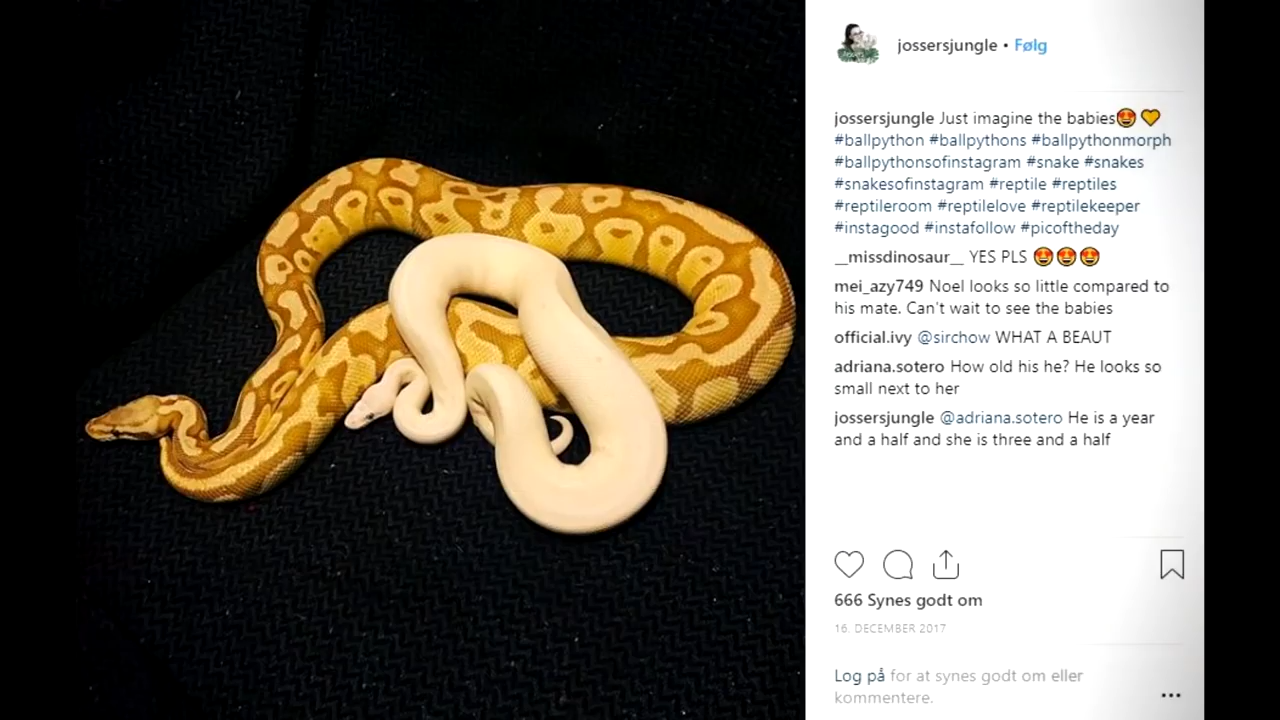 jossersjungle • Følg
jossersjungle Just imagine the babies😍 💛
#ballpython #ballpythons #ballpythonmorph
#ballpythonsofinstagram #snake #snakes
#snakesofinstagram #reptile #reptiles
#reptileroom #reptilelove #reptilekeeper
#instagood #instafollow #picoftheday
__missdinosaur__ YES PLS 😍 😍 😍
mei_azy749 Noel looks so little compared to
his mate. Can't wait to see the babies
official.ivy @sirchow WHAT A BEAUT
adriana.sotero How old his he? He looks so
small next to her
jossersjungle @adriana.sotero He is a year
and a half and she is three and a half
666 Synes godt om
16. DECEMBER 2017
Log på for at synes godt om eller
kommentere.